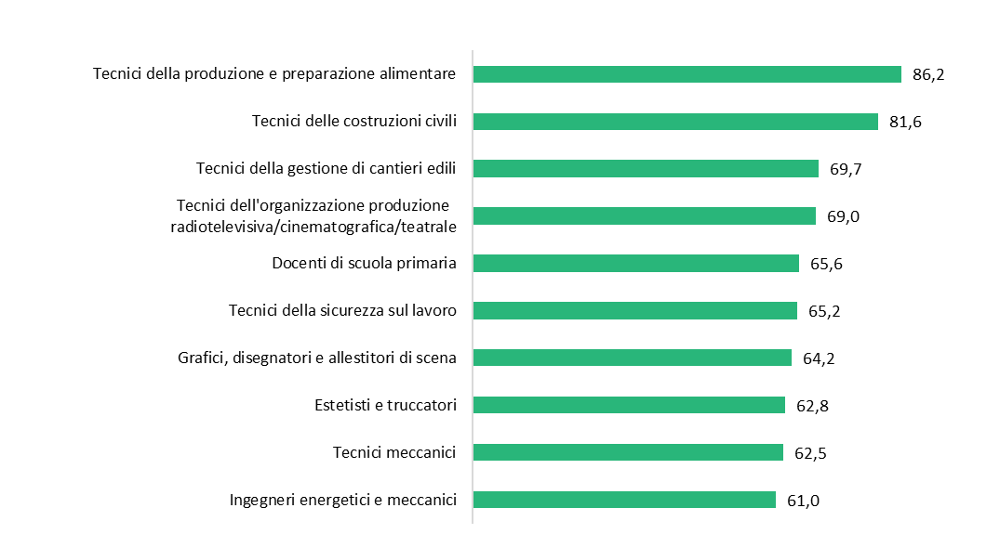 Tecnici della produzione e preparazione alimentare 86,2
Tecnici delle costruzioni civili 81,6
Tecnici della gestione di cantieri edili 69,7
Tecnici dell'organizzazione produzione
radiotelevisiva/cinematografica/teatrale 69,0
Docenti di scuola primaria 65,6
Tecnici della sicurezza sul lavoro 65,2
Grafici, disegnatori e allestitori di scena 64,2
Estetisti e truccatori 62,8
Tecnici meccanici 62,5
Ingegneri energetici e meccanici 61,0